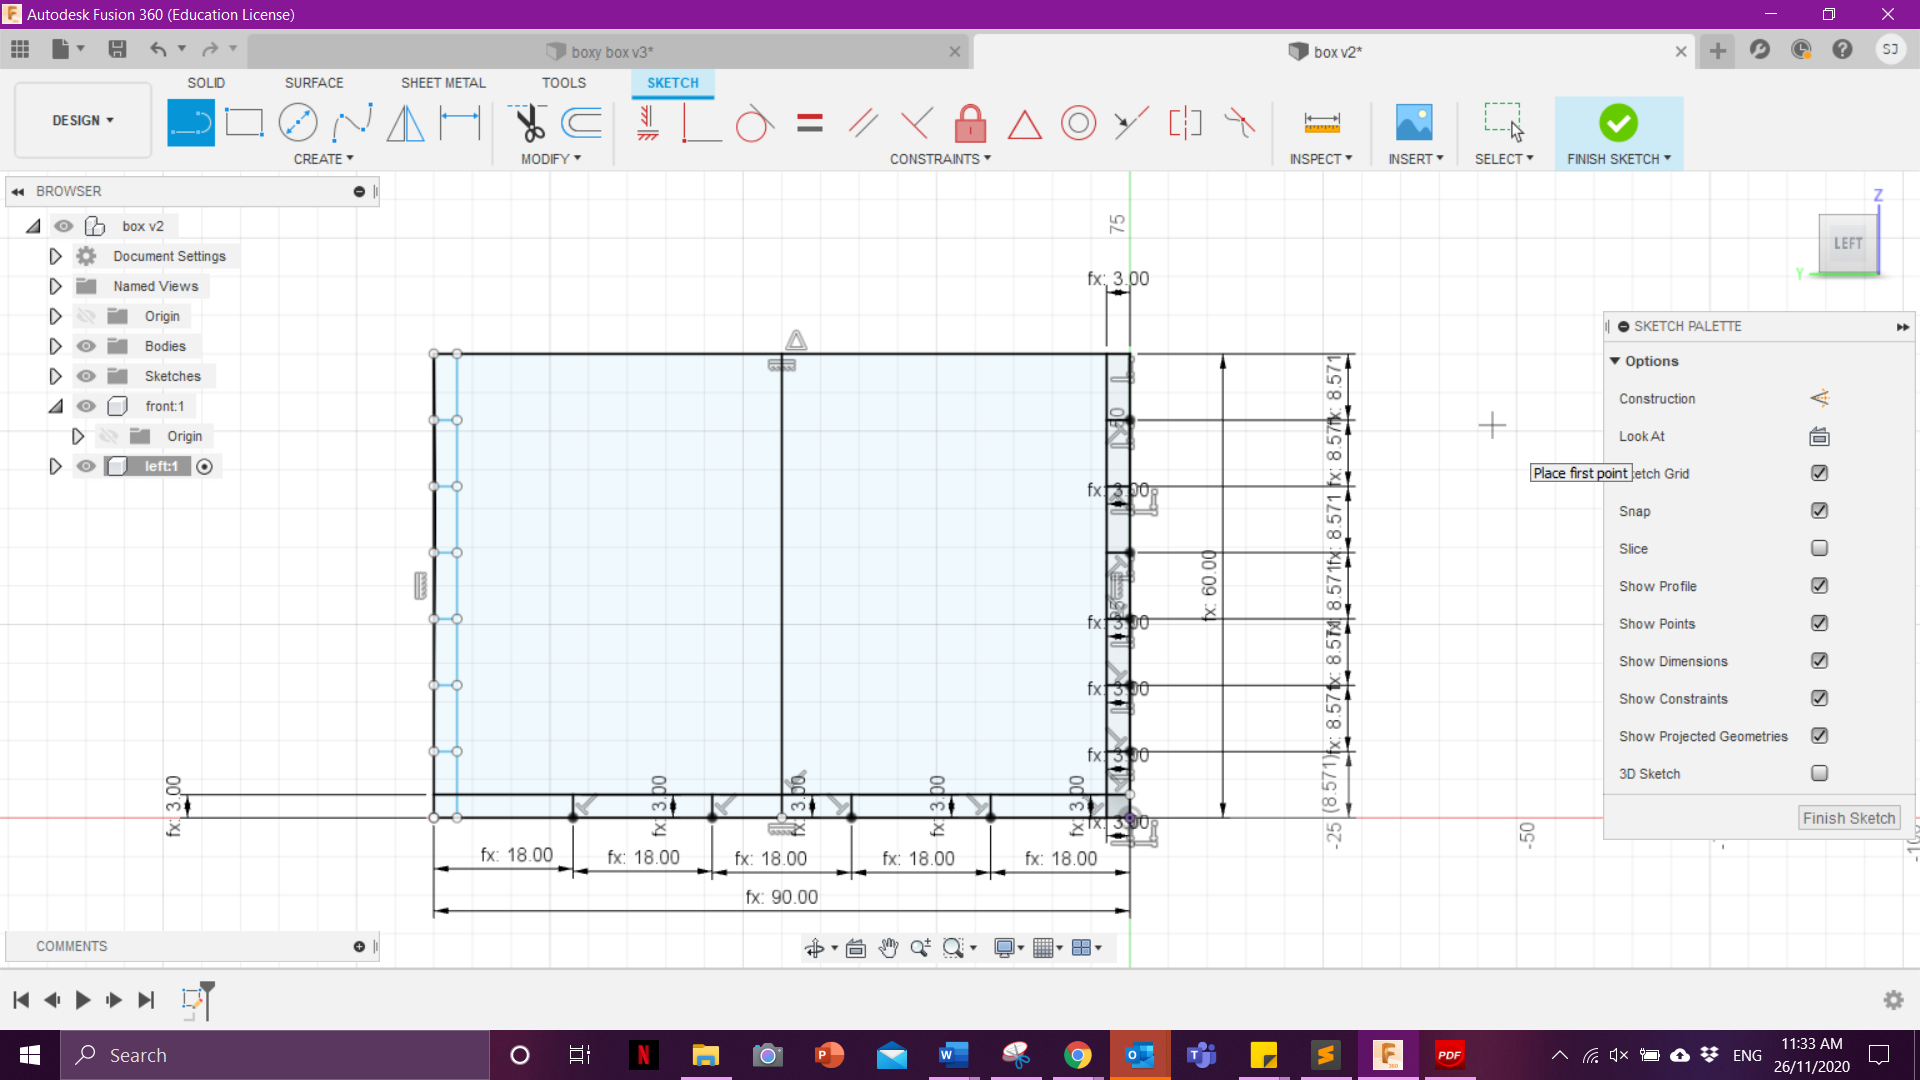 Autodesk Fusion 360 (Education License)
boxy box v3*
box v2*
SJ
DESIGN
SOLID
SURFACE
SHEET METAL
TOOLS
SKETCH
CREATE
MODIFY
CONSTRAINTS
INSPECT
INSERT
SELECT
FINISH SKETCH
BROWSER
box v2
Document Settings
Named Views
Origin
Bodies
Sketches
front:1
Origin
left:1
75
fx: 3.00
Z
LEFT
Y
SKETCH PALETTE
Options
Construction
Look At
Place first point
etch Grid
Snap
Slice
Show Profile
Show Points
Show Dimensions
Show Constraints
Show Projected Geometries
3D Sketch
Finish Sketch
50
fx: 8.571
fx: 8.571
fx: 8.571
fx: 8.571
fx: 8.571
fx: 8.571
(8.571)
fx: 60.00
fx: 3.00
fx: 3.00
fx: 3.00
fx: 3.00
fx: 3.00
fx: 3.00
fx: 3.00
fx: 3.00
fx: 3.00
fx: 3.00
-25
-50
fx: 18.00
fx: 18.00
fx: 18.00
fx: 18.00
fx: 18.00
fx: 90.00
COMMENTS
Search
ENG
11:33 AM
26/11/2020